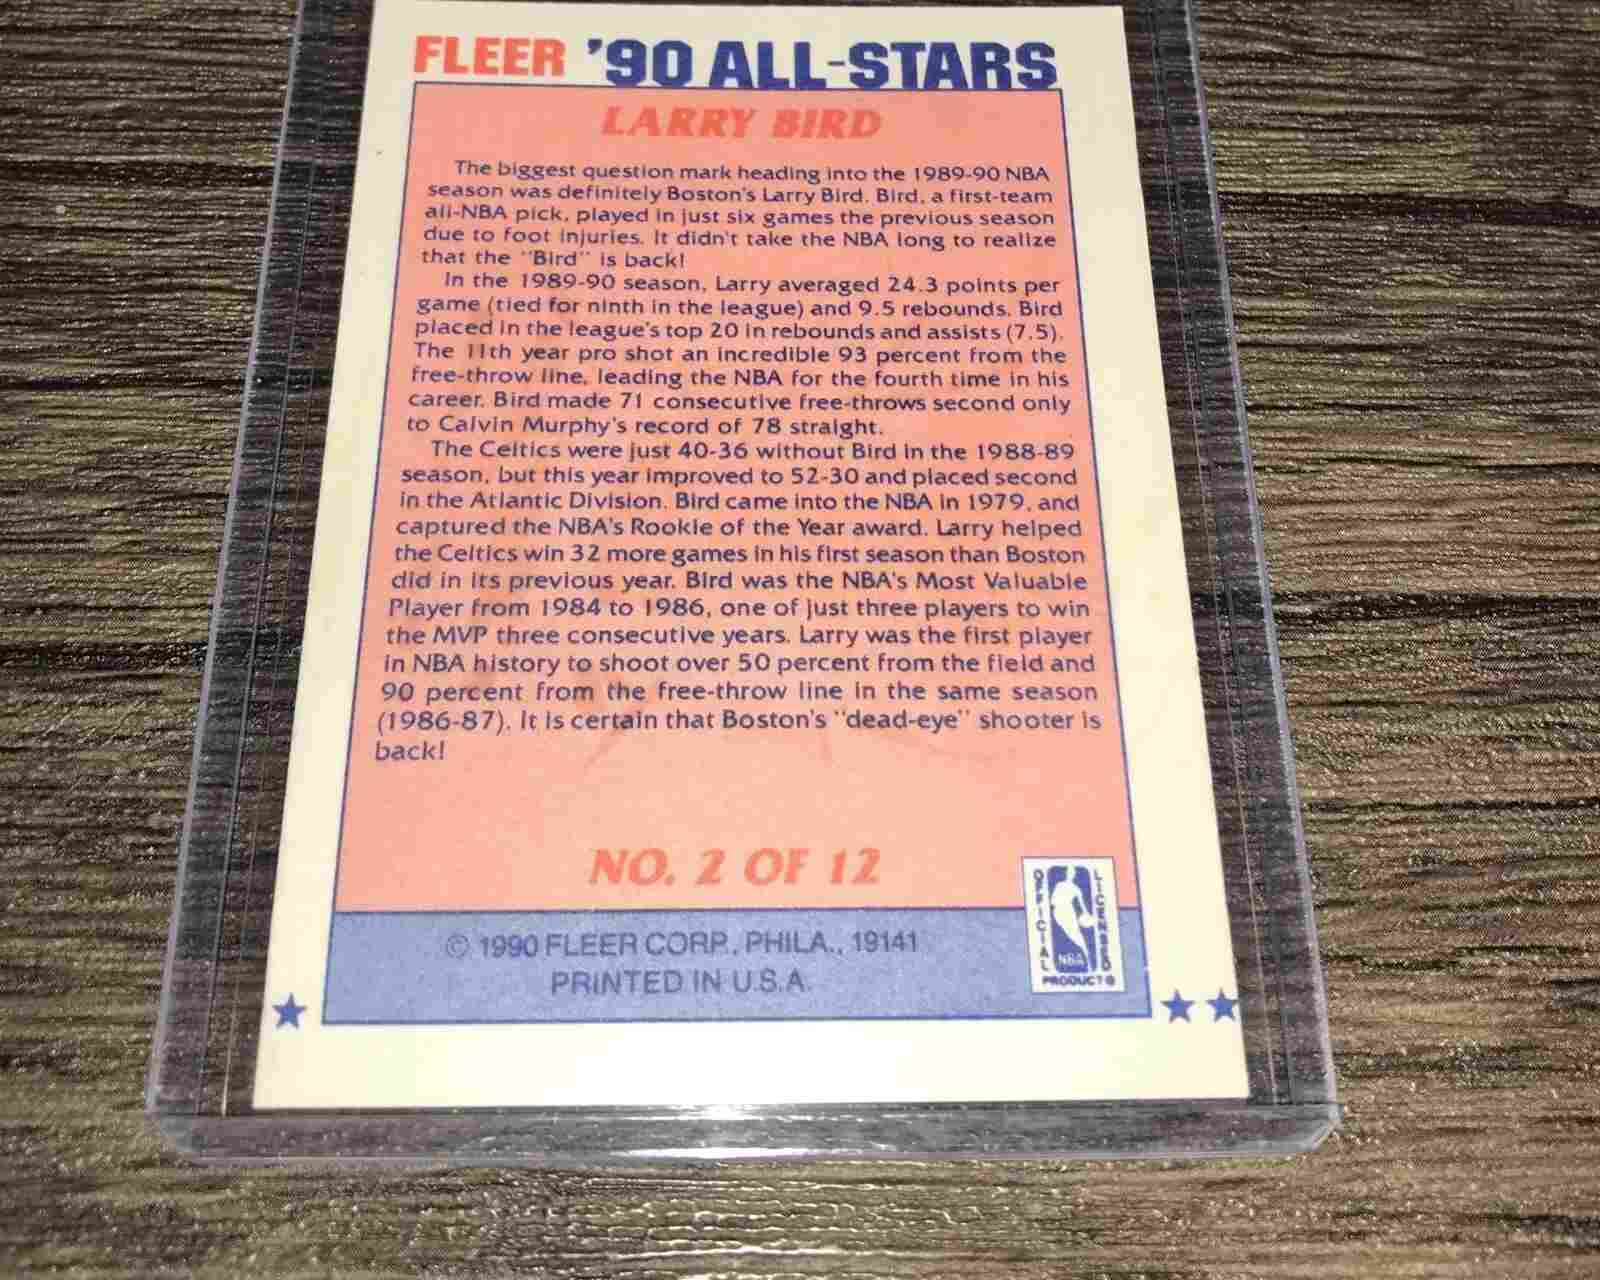 FLEER '90 ALL-STARS
LARRY BIRD
The biggest question mark heading into the 1989-90 NBA
season was definitely Boston's Larry Bird. Bird, a first-team
all-NBA pick, played in just six games the previous season
due to foot injuries. It didn't take the NBA long to realize
that the "Bird" is back!
In the 1989-90 season, Larry averaged 24.3 points per
game (tied for ninth in the league) and 9.5 rebounds. Bird
placed in the league's top 20 in rebounds and assists (7.5).
The 11th year pro shot an incredible 93 percent from the
free-throw line, leading the NBA for the fourth time in his
career. Bird made 71 consecutive free-throws second only
to Calvin Murphy's record of 78 straight.
The Celtics were just 40-36 without Bird in the 1988-89
season, but this year improved to 52-30 and placed second
in the Atlantic Division. Bird came into the NBA in 1979, and
captured the NBA's Rookie of the Year award. Larry helped
the Celtics win 32 more games in his first season than Boston
did in its previous year. Bird was the NBA's Most Valuable
Player from 1984 to 1986, one of just three players to win
the MVP three consecutive years. Larry was the first player
in NBA history to shoot over 50 percent from the field and
90 percent from the free-throw line in the same season
(1986-87). It is certain that Boston's "dead-eye" shooter is
back!
NO. 2 OF 12
© 1990 FLEER CORP., PHILA., 19141
PRINTED IN U.S.A.
OFFICIAL
LICENSED
NBA
PRODUCT®